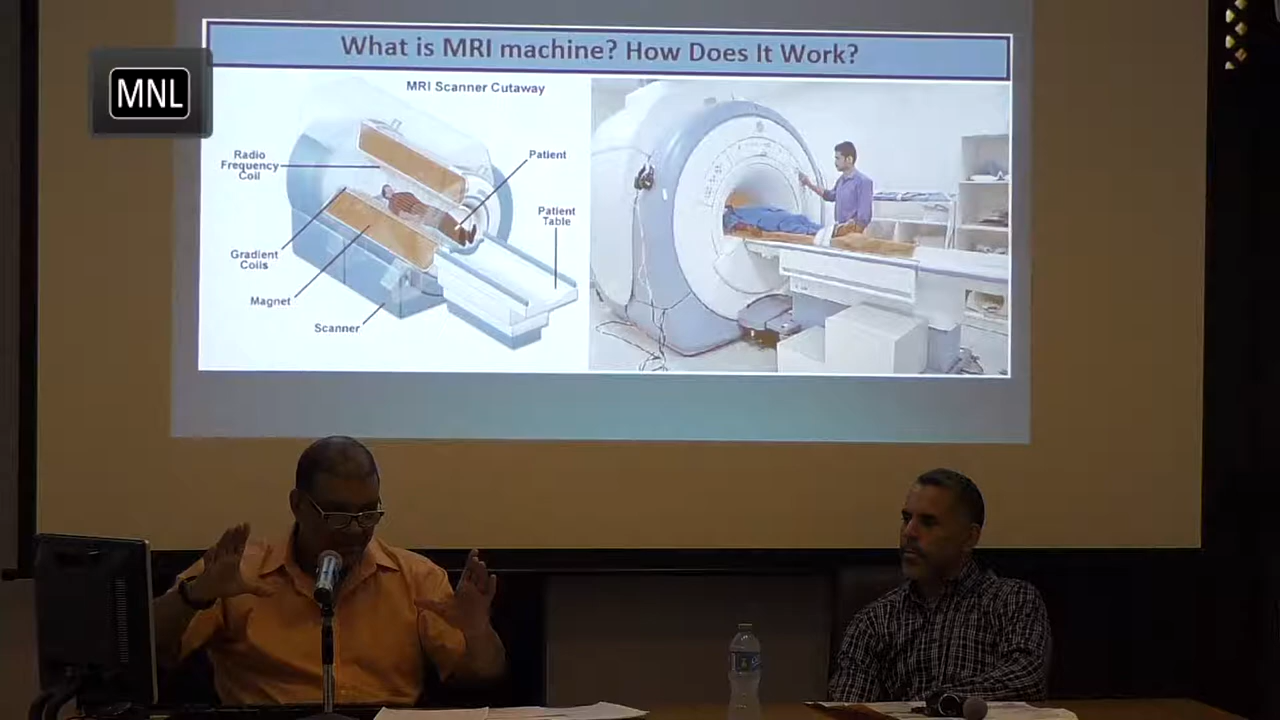 What is MRI machine? How Does It Work?
MNL
MRI Scanner Cutaway
Radio
Frequency
Coil
Patient
Patient
Table
Gradient
Coils
Magnet
Scanner